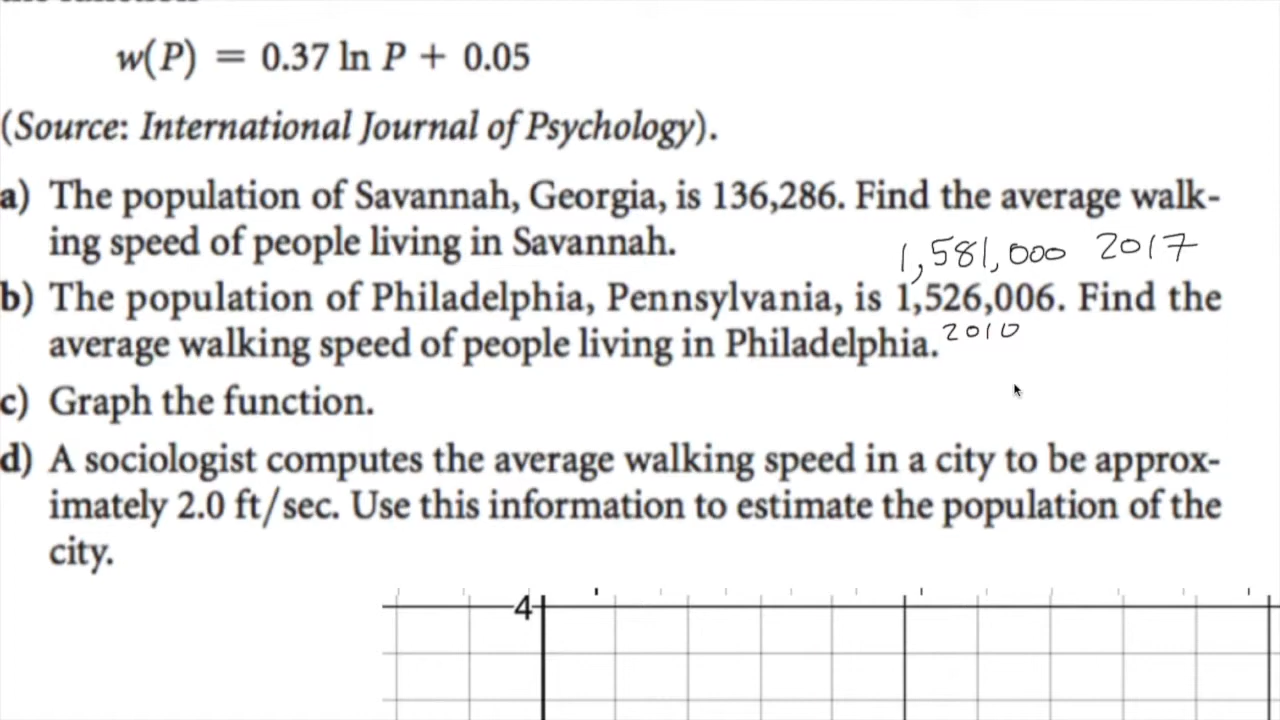 w(P) = 0.37 ln P + 0.05
(Source: International Journal of Psychology).
a) The population of Savannah, Georgia, is 136,286. Find the average walk-
ing speed of people living in Savannah.
1,581,000 2017
b) The population of Philadelphia, Pennsylvania, is 1,526,006. Find the
average walking speed of people living in Philadelphia. 2010
c) Graph the function.
d) A sociologist computes the average walking speed in a city to be approx-
imately 2.0 ft/sec. Use this information to estimate the population of the
city.
4